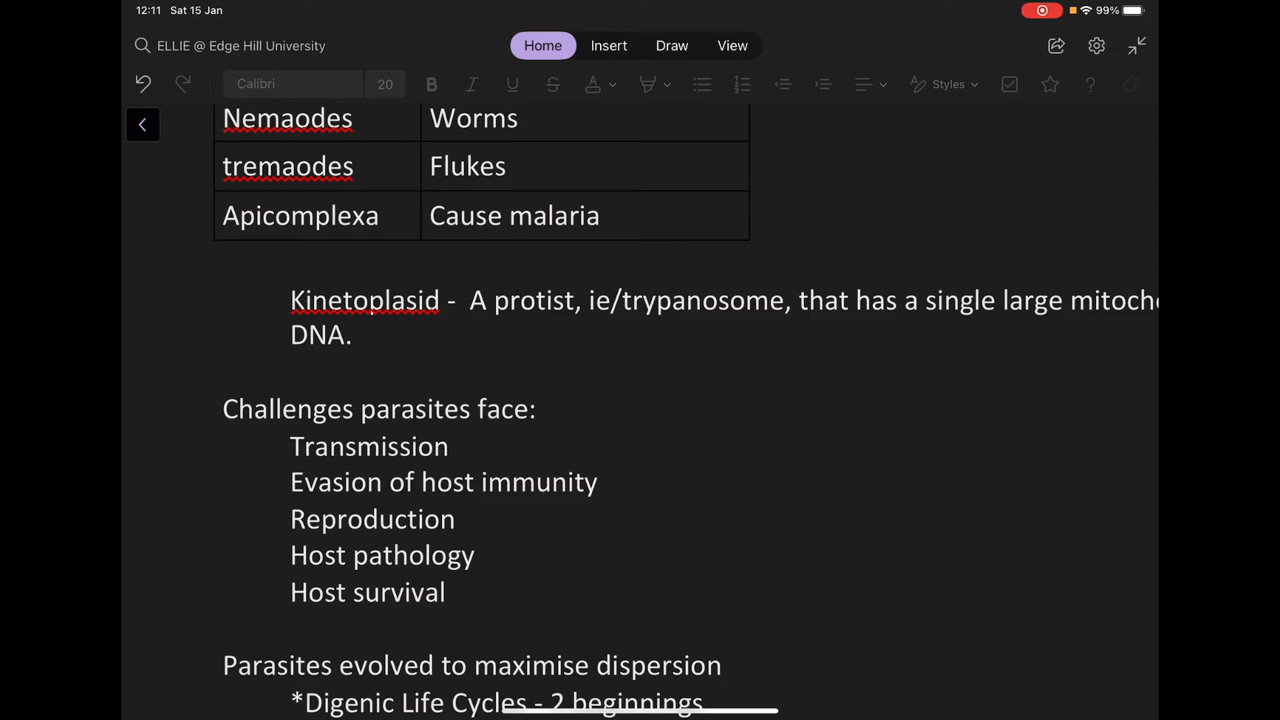 12:11 Sat 15 Jan 99%
ELLIE @ Edge Hill University Home Insert Draw View
Calibri 20 B I U S A Styles ?
Nemaodes Worms
tremaodes Flukes
Apicomplexa Cause malaria
Kinetoplasid - A protist, ie/trypanosome, that has a single large
DNA.
Challenges parasites face:
Transmission
Evasion of host immunity
Reproduction
Host pathology
Host survival
Parasites evolved to maximise dispersion
*Digenic Life Cycles - 2 beginnings